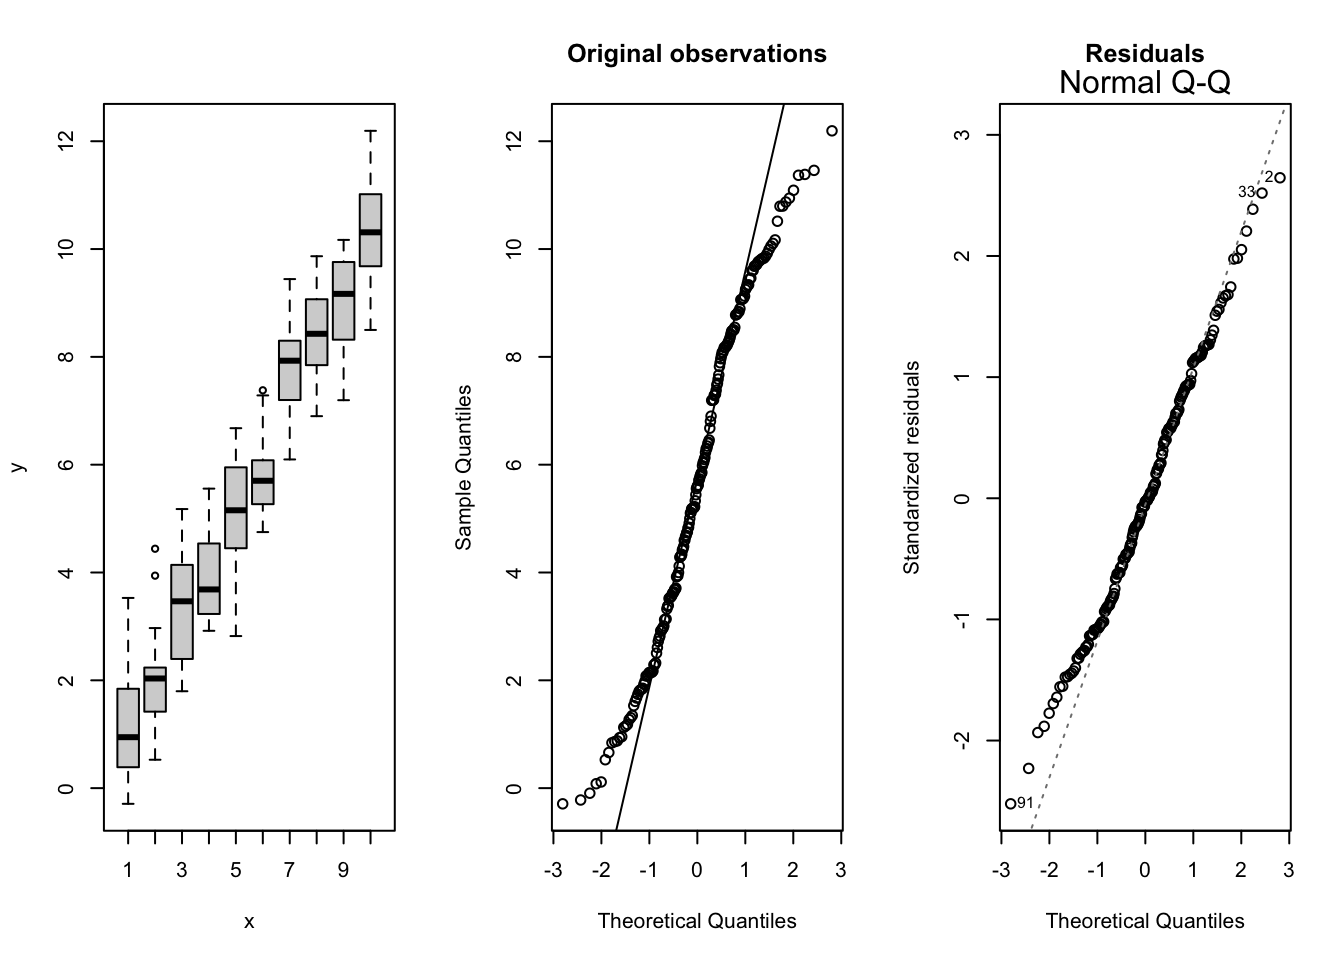 y
12
10
8
6
4
2
0
1 3 5 7 9
x
Original observations
Sample Quantiles
12
10
8
6
4
2
0
-3 -2 -1 0 1 2 3
Theoretical Quantiles
Residuals
Normal Q-Q
Standardized residuals
3
2
1
0
-1
-2
33
2
91
-3 -2 -1 0 1 2 3
Theoretical Quantiles